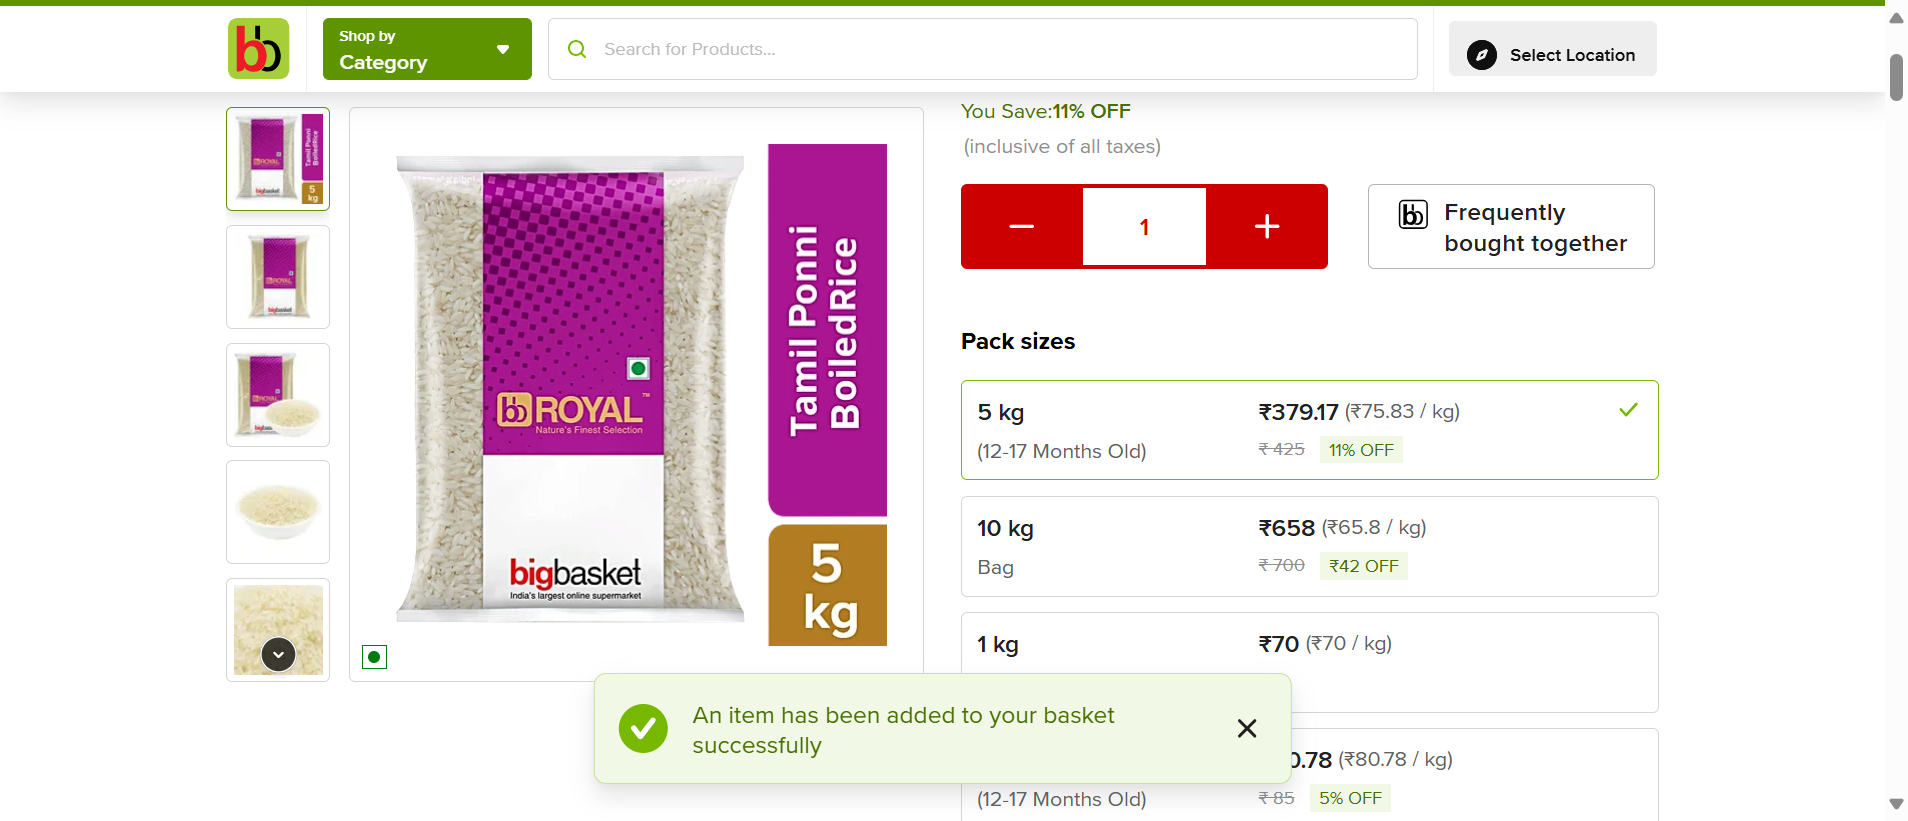 bb
Shop by
Category
Search for Products...
Select Location
You Save:11% OFF
(inclusive of all taxes)
1
Frequently
bought together
Tamil Ponni
BoiledRice
5
kg
bb ROYAL™
Nature's Finest Selection
bigbasket
India's largest online supermarket
Pack sizes
5 kg
₹379.17 (₹75.83 / kg)
(12-17 Months Old)
₹ 425 11% OFF
10 kg
₹658 (₹65.8 / kg)
Bag
₹ 700 ₹42 OFF
1 kg
₹70 (₹70 / kg)
An item has been added to your basket
successfully
0.78 (₹80.78 / kg)
(12-17 Months Old)
₹ 85 5% OFF